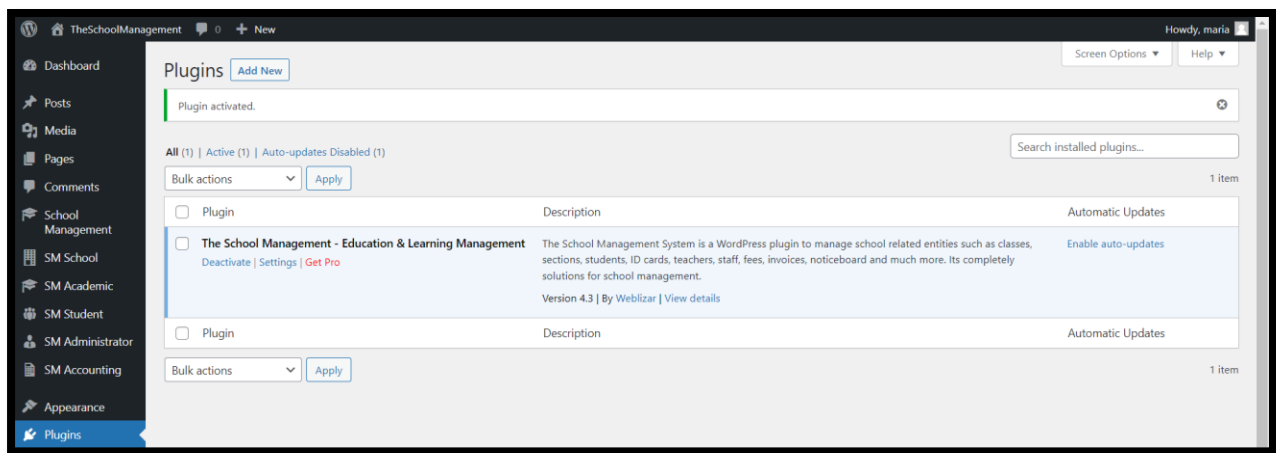 TheSchoolManagement 0 + New Howdy, maria
Dashboard
Posts
Media
Pages
Comments
School
Management
SM School
SM Academic
SM Student
SM Administrator
SM Accounting
Appearance
Plugins
Screen Options ▼ Help ▼
Plugins Add New
Plugin activated.
All (1) | Active (1) | Auto-updates Disabled (1)
Search installed plugins...
Bulk actions Apply 1 item
Plugin Description Automatic Updates
The School Management - Education & Learning Management
Deactivate | Settings | Get Pro
The School Management System is a WordPress plugin to manage school related entities such as classes,
sections, students, ID cards, teachers, staff, fees, invoices, noticeboard and much more. Its completely
solutions for school management.
Version 4.3 | By Weblizar | View details
Enable auto-updates
Plugin Description Automatic Updates
Bulk actions Apply 1 item